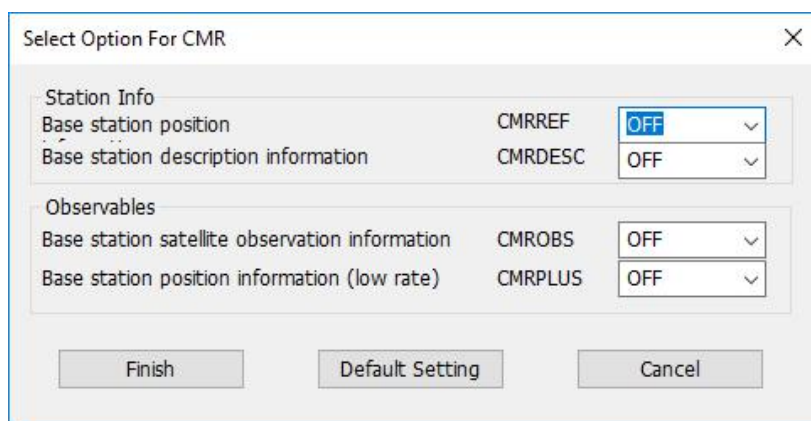 Select Option For CMR
Station Info
Base station position CMRREF OFF
Base station description information CMRDESC OFF
Observables
Base station satellite observation information CMROBS OFF
Base station position information (low rate) CMRPLUS OFF
Finish Default Setting Cancel